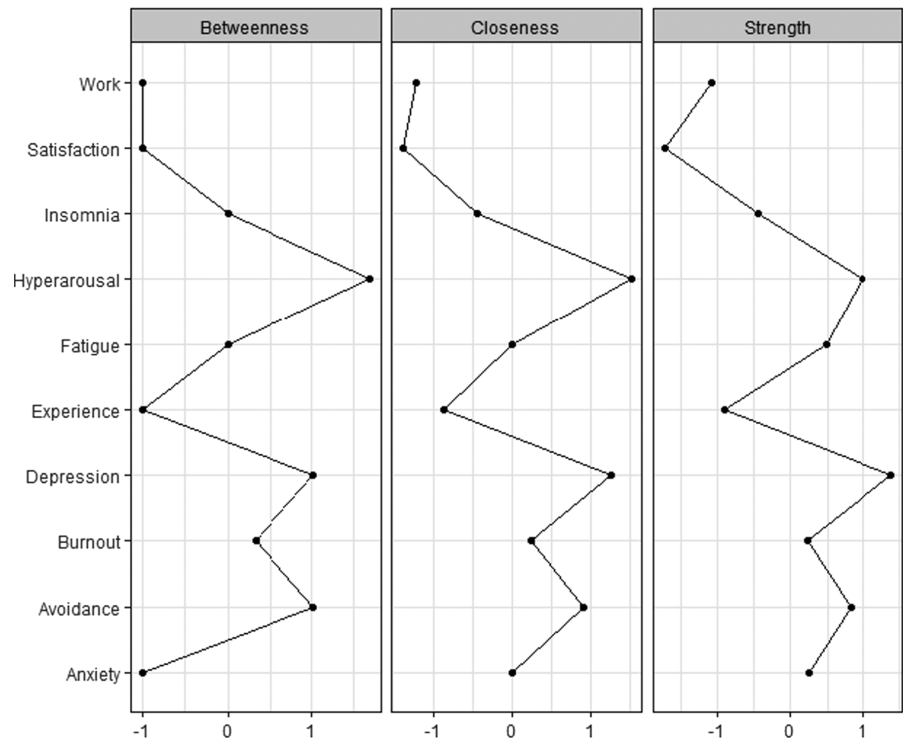 Betweenness Closeness Strength
Work
Satisfaction
Insomnia
Hyperarousal
Fatigue
Experience
Depression
Burnout
Avoidance
Anxiety
-1 0 1 -1 0 1 -1 0 1